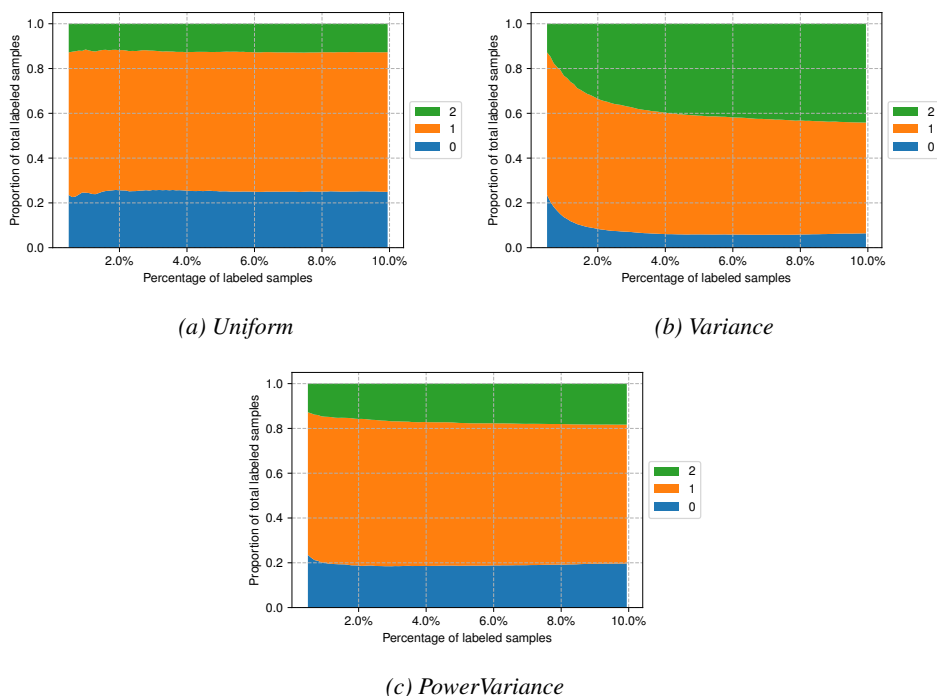 1.0
0.8
0.6
0.4
0.2
0.0
Proportion of total labeled samples
2.0% 4.0% 6.0% 8.0% 10.0%
Percentage of labeled samples
2
1
0
(a) Uniform
1.0
0.8
0.6
0.4
0.2
0.0
Proportion of total labeled samples
2.0% 4.0% 6.0% 8.0% 10.0%
Percentage of labeled samples
2
1
0
(b) Variance
1.0
0.8
0.6
0.4
0.2
0.0
Proportion of total labeled samples
2.0% 4.0% 6.0% 8.0% 10.0%
Percentage of labeled samples
2
1
0
(c) PowerVariance